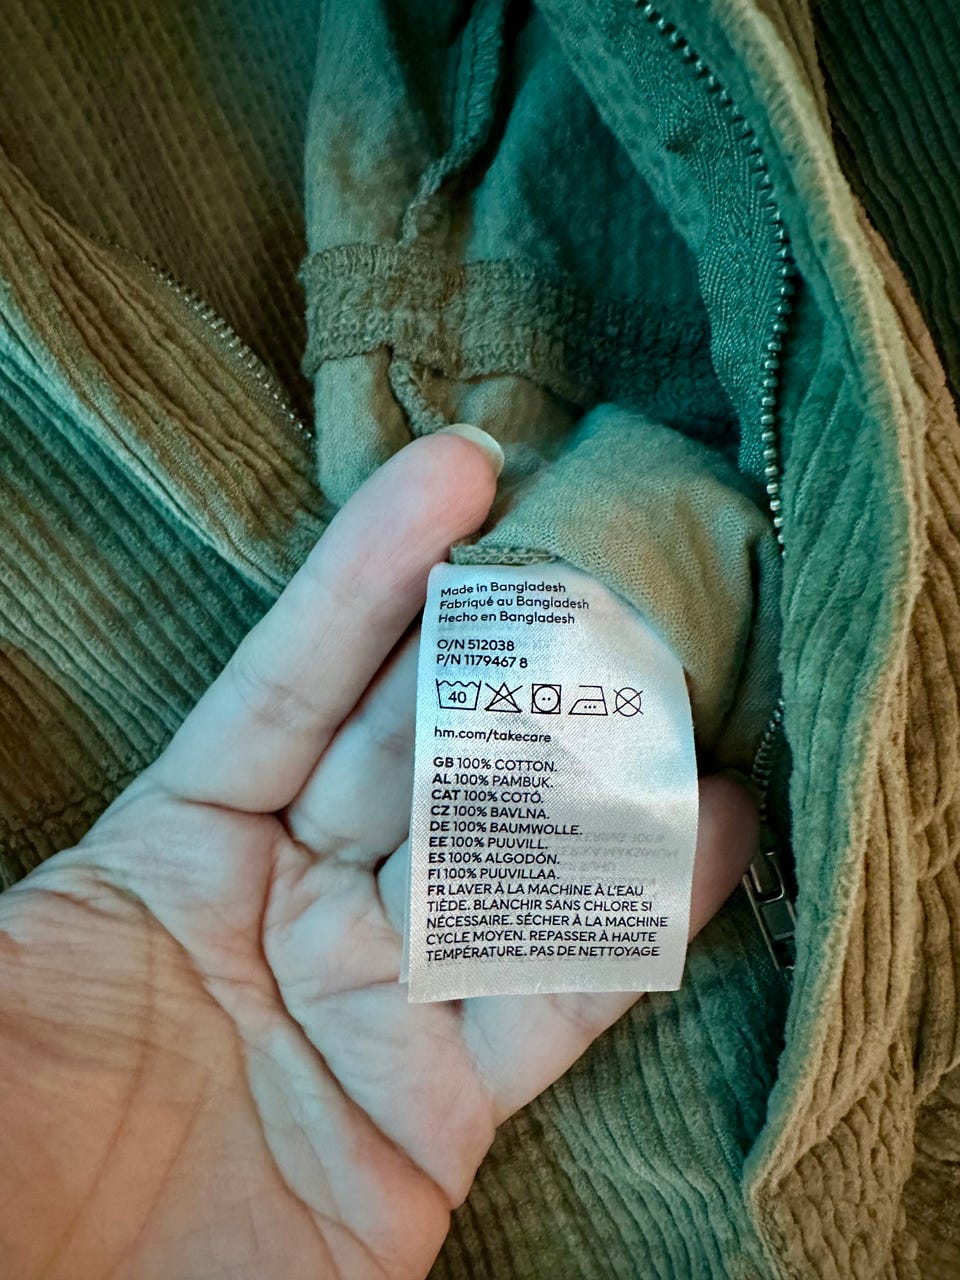 Made in Bangladesh
Fabriqué au Bangladesh
Hecho en Bangladesh
O/N 512038
P/N 1179467 8
40
hm.com/takecare
GB 100% COTTON.
AL 100% PAMBUK.
CAT 100% COTÓ.
CZ 100% BAVLNA.
DE 100% BAUMWOLLE.
EE 100% PUUVILL.
ES 100% ALGODÓN.
FI 100% PUUVILLAA.
FR LAVER À LA MACHINE À L'EAU
TIÈDE. BLANCHIR SANS CHLORE SI
NÉCESSAIRE. SÉCHER À LA MACHINE
CYCLE MOYEN. REPASSER À HAUTE
TEMPÉRATURE. PAS DE NETTOYAGE